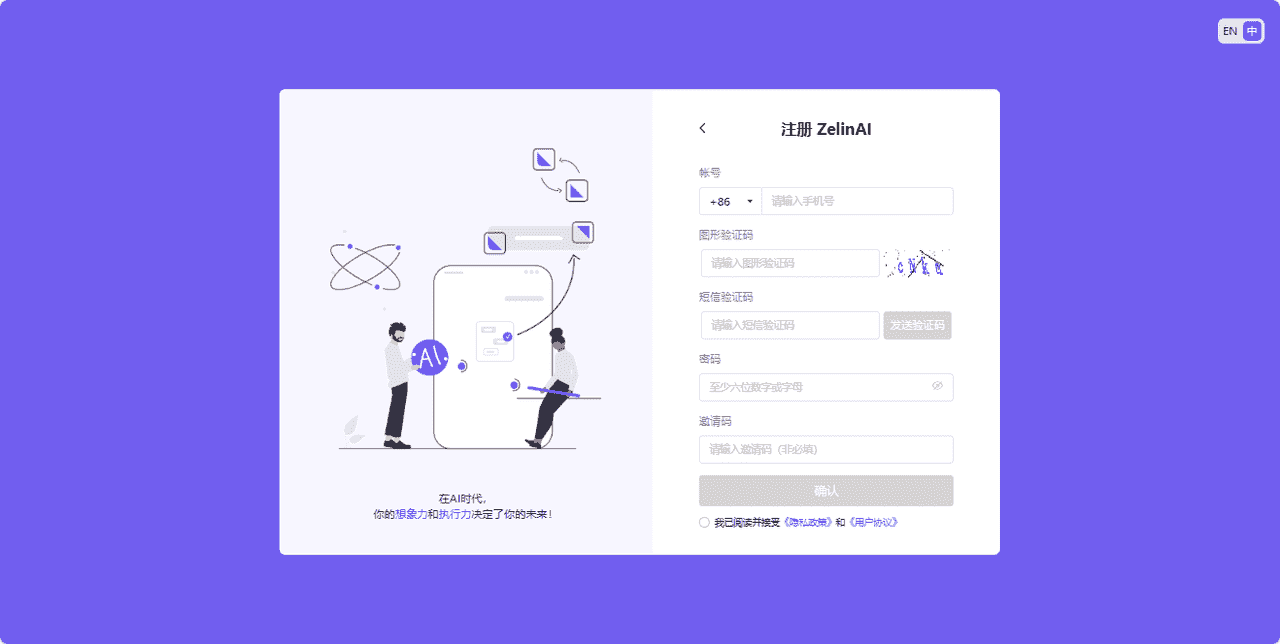 EN 中
注册 ZelinAI
帐号
+86 请输入手机号
图形验证码
请输入图形验证码
短信验证码
请输入短信验证码 发送验证码
密码
至少六位数字或字母
邀请码
请输入邀请码（非必填）
确认
我已阅读并接受《隐私政策》和《用户协议》
AI
在AI时代，
你的想象力和执行力决定了你的未来！